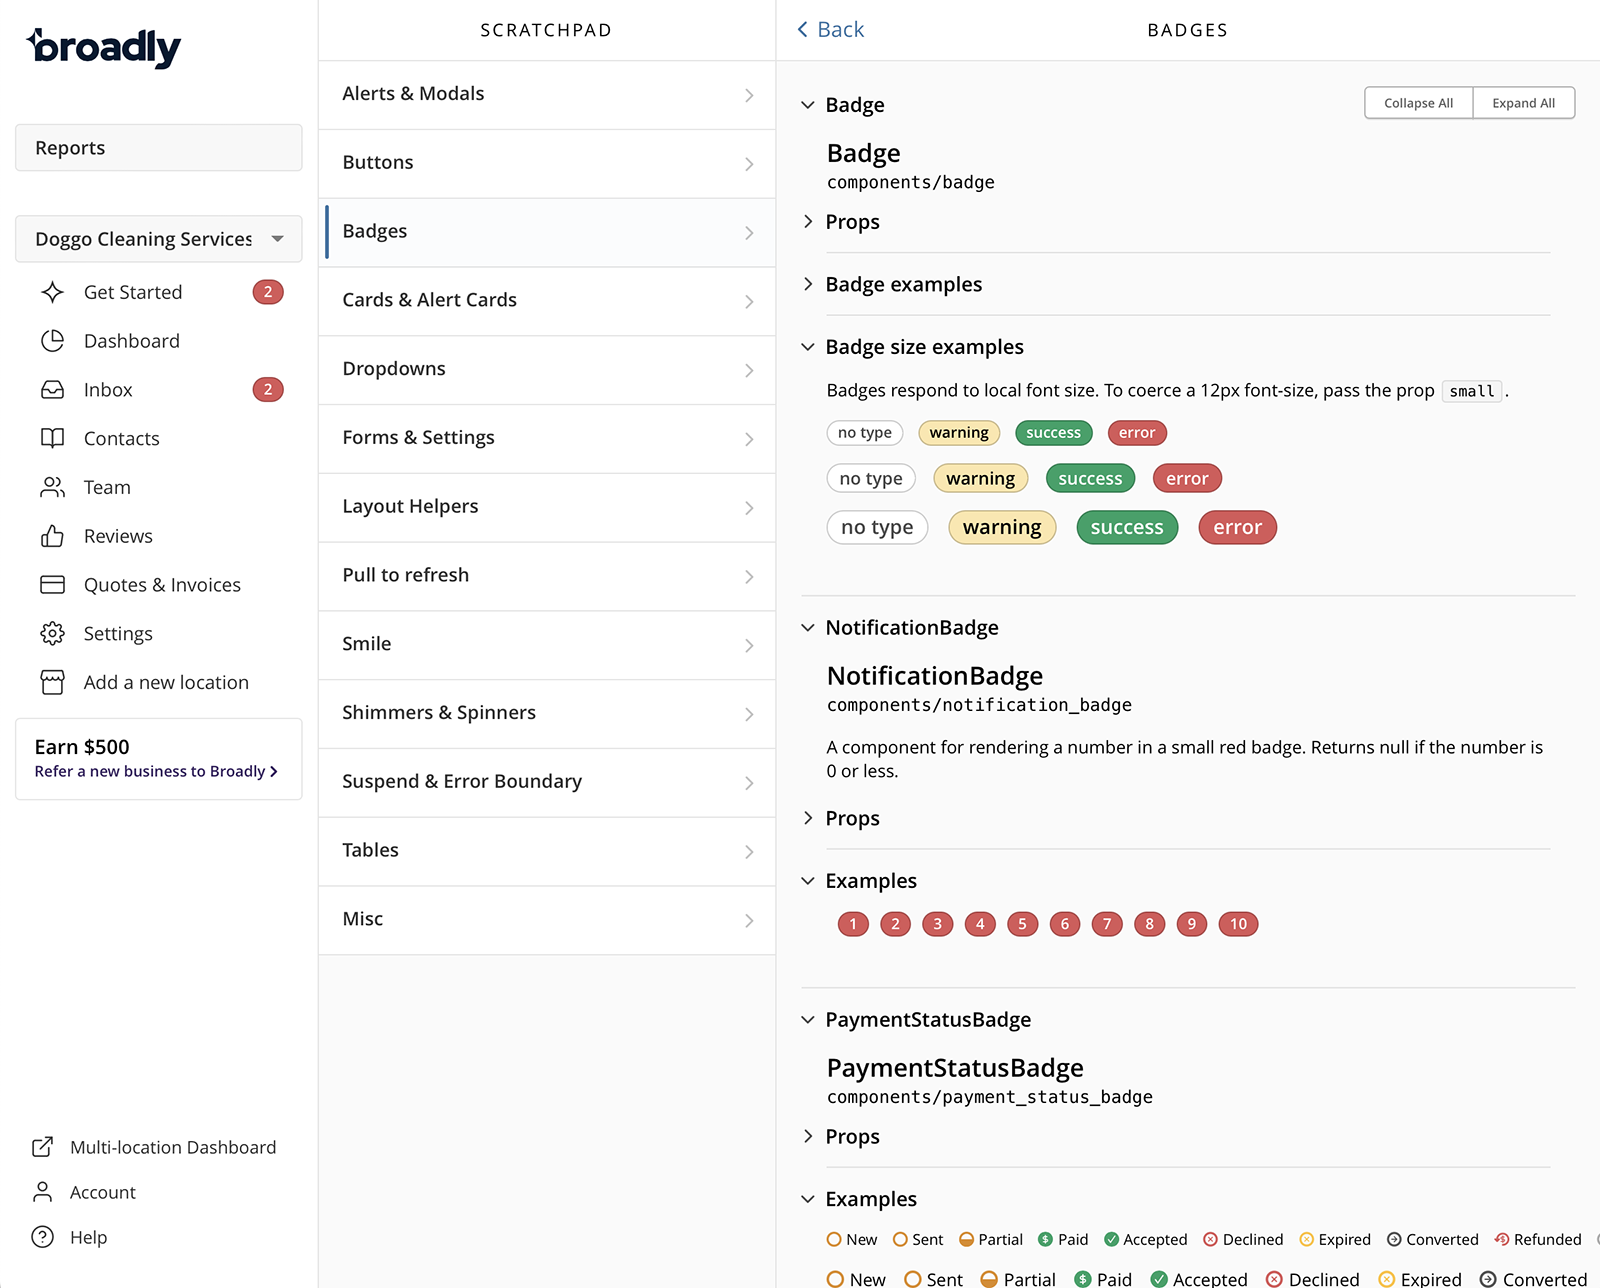 broadly
Reports
Doggo Cleaning Services
Get Started 2
Dashboard
Inbox 2
Contacts
Team
Reviews
Quotes & Invoices
Settings
Add a new location
Earn $500
Refer a new business to Broadly
Multi-location Dashboard
Account
Help
SCRATCHPAD
Alerts & Modals
Buttons
Badges
Cards & Alert Cards
Dropdowns
Forms & Settings
Layout Helpers
Pull to refresh
Smile
Shimmers & Spinners
Suspend & Error Boundary
Tables
Misc
Back
BADGES
Badge
Collapse All Expand All
Badge
components/badge
Props
Badge examples
Badge size examples
Badges respond to local font size. To coerce a 12px font-size, pass the prop small .
no type warning success error
no type warning success error
no type warning success error
NotificationBadge
NotificationBadge
components/notification_badge
A component for rendering a number in a small red badge. Returns null if the number is
0 or less.
Props
Examples
1 2 3 4 5 6 7 8 9 10
PaymentStatusBadge
PaymentStatusBadge
components/payment_status_badge
Props
Examples
New Sent Partial Paid Accepted Declined Expired Converted Refunded
New Sent Partial Paid Accepted Declined Expired Converted